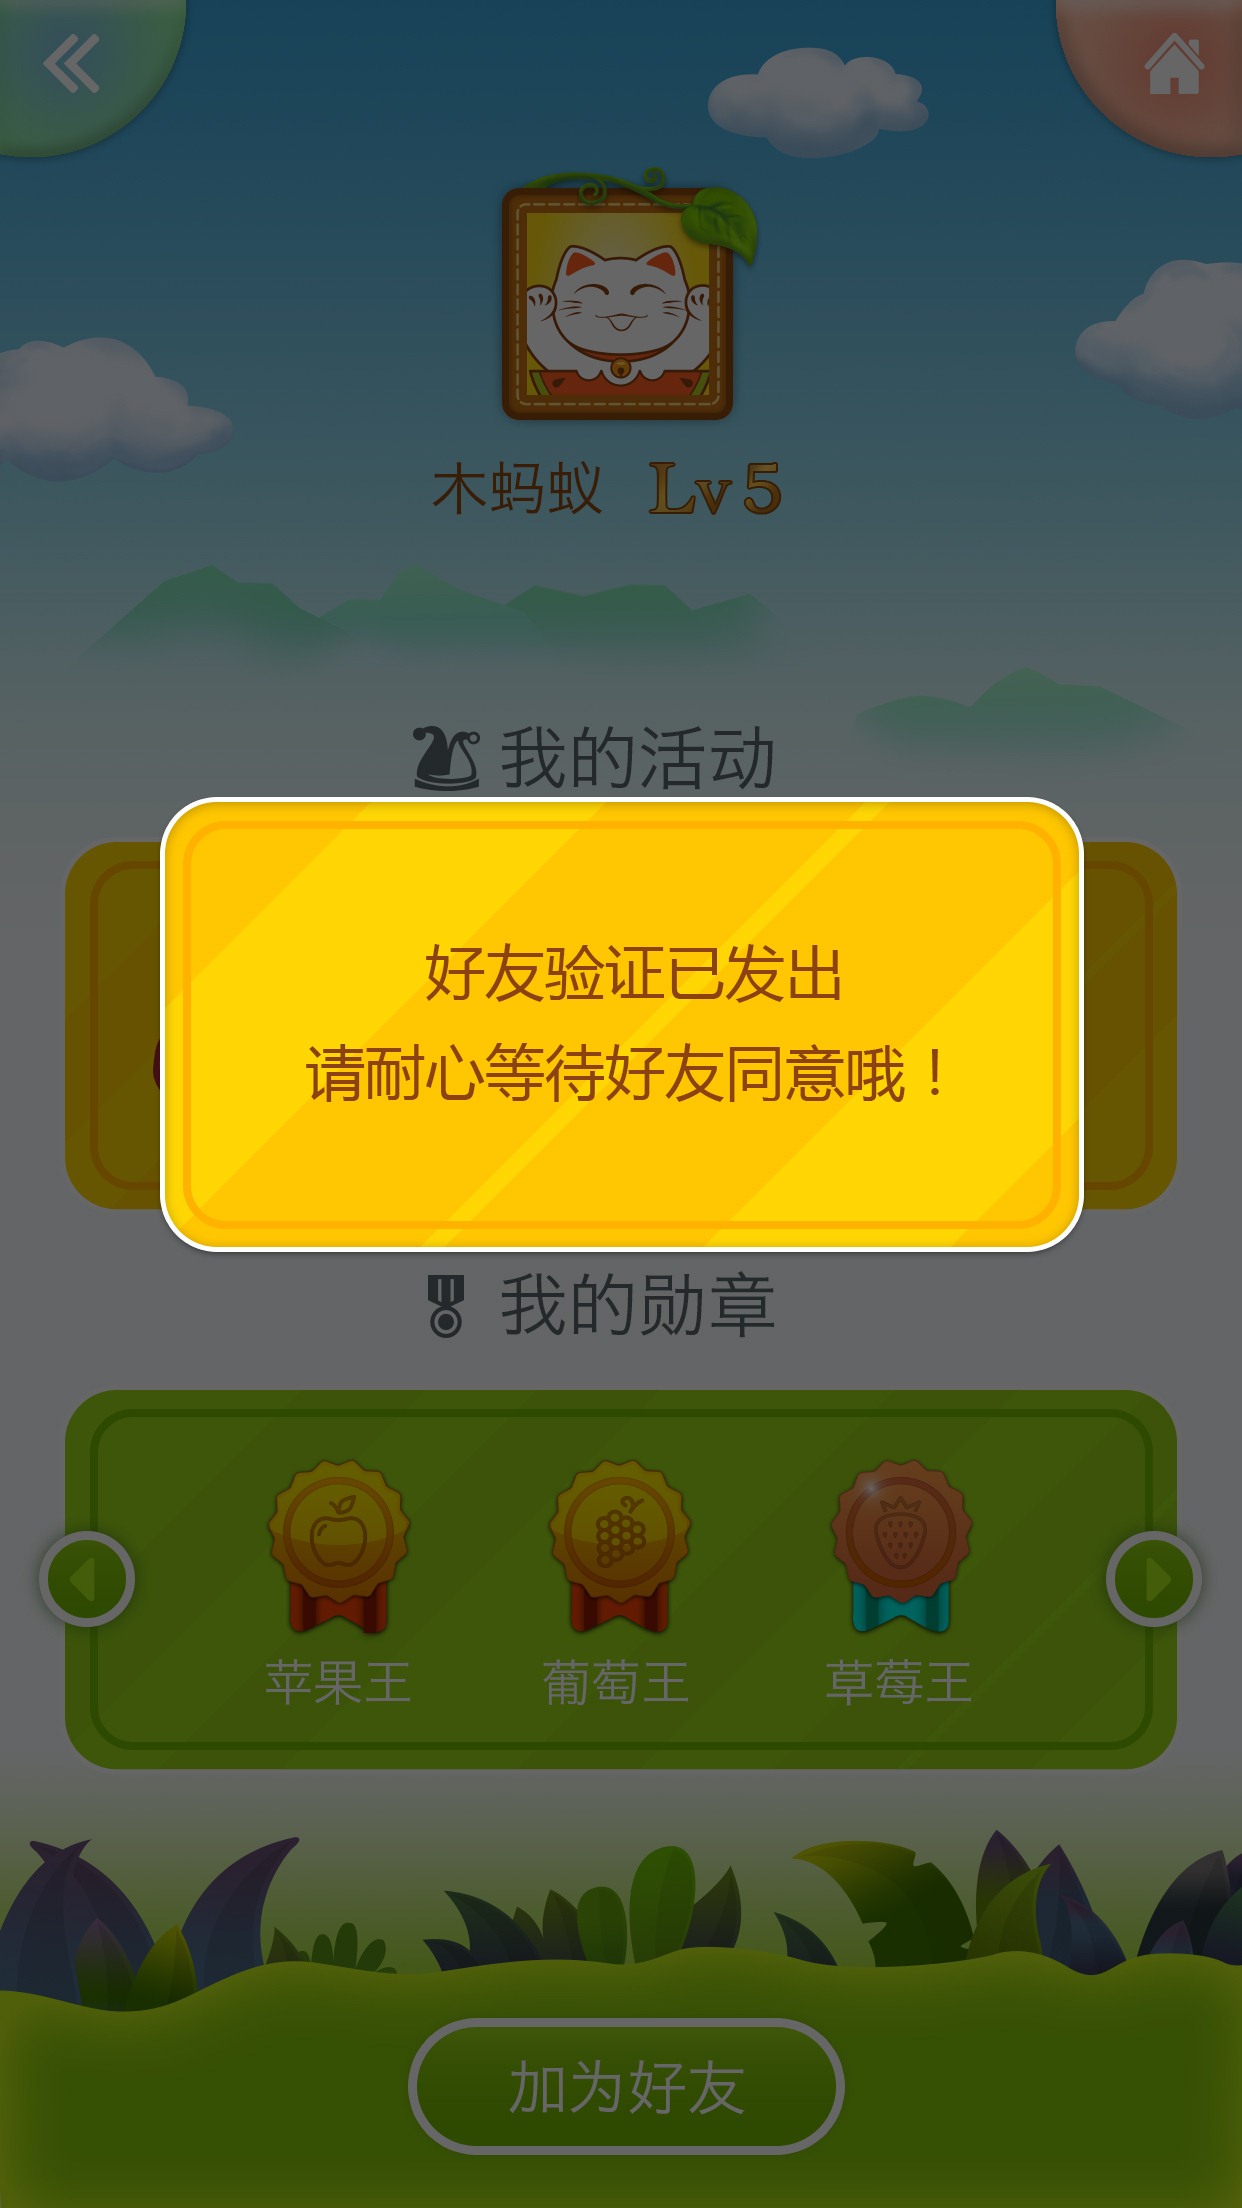 木蚂蚁 Lv5
我的活动
好友验证已发出
请耐心等待好友同意哦！
我的勋章
苹果王 葡萄王 草莓王
加为好友